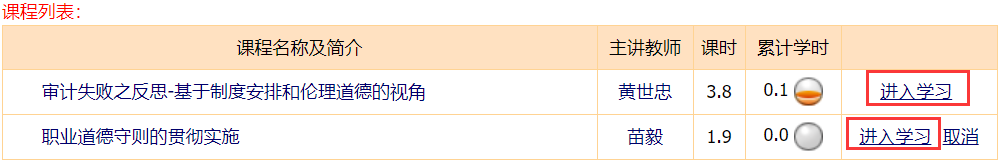 课程列表：
课程名称及简介 主讲教师 课时 累计学时
审计失败之反思-基于制度安排和伦理道德的视角 黄世忠 3.8 0.1 进入学习
职业道德守则的贯彻实施 苗毅 1.9 0.0 进入学习 取消